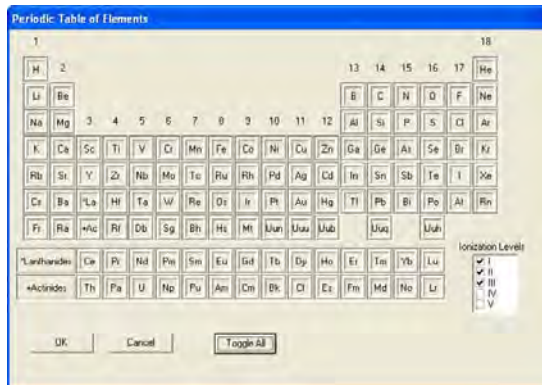 Periodic Table of Elements
1 18
H 2 13 14 15 16 17 He
Li Be B C N O F Ne
Na Mg 3 4 5 6 7 8 9 10 11 12 Al Si P S Cl Ar
K Ca Sc Ti V Cr Mn Fe Co Ni Cu Zn Ga Ge As Se Br Kr
Rb Sr Y Zr Nb Mo Tc Ru Rh Pd Ag Cd In Sn Sb Te I Xe
Cs Ba *La Hf Ta W Re Os Ir Pt Au Hg Tl Pb Bi Po At Rn
Fr Ra +Ac Rf Db Sg Bh Hs Mt Uun Uuu Uub Uuq Uuh
Ionization Levels
*Lanthanides Ce Pr Nd Pm Sm Eu Gd Tb Dy Ho Er Tm Yb Lu
I
II
III
+Actinides Th Pa U Np Pu Am Cm Bk Cf Es Fm Md No Lr
IV
V
OK Cancel Toggle All